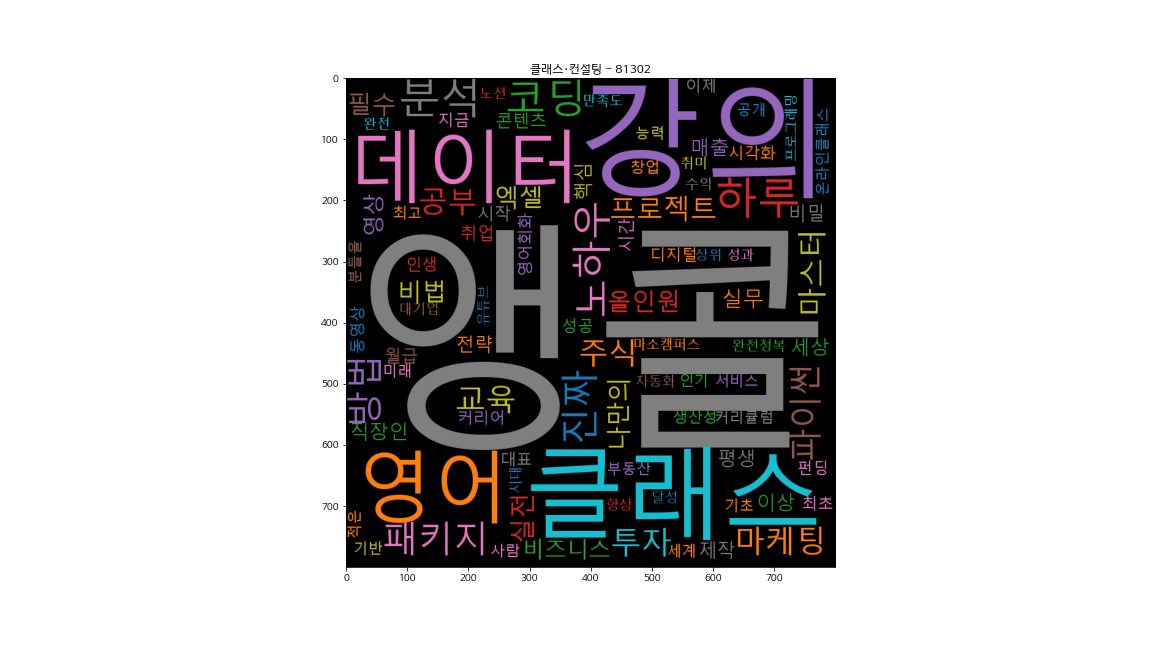 클래스·컨설팅 - 81302
0
100
200
300
400
500
600
700
0
100
200
300
400
500
600
700
필수
분석
노션
코딩
만족도
강의
이제
공개
프로그래밍
온라인클래스
완전
지금
콘텐츠
능력
매출
시각화
데이터
핵심
창업
취미
수익
하루
영상
최고
공부
시작
엑셀
프로젝트
비밀
취업
영어회화
노하우
시간
디지털
상위
성과
마스터
분들을
인생
비법
대기업
유튜브
올인원
실무
앵콜
동영상
성공
월급
전략
주식
마소캠퍼스
완전정복
세상
방법
미래
교육
커리어
진짜
나만의
자동화
인기
서비스
파이썬
직장인
생산성
커리큘럼
영어
대표
시대
클래스
부동산
평생
펀딩
실전
향상
달성
기초
이상
최초
적은
기반
패키지
사람
비즈니스
투자
세계
제작
마케팅